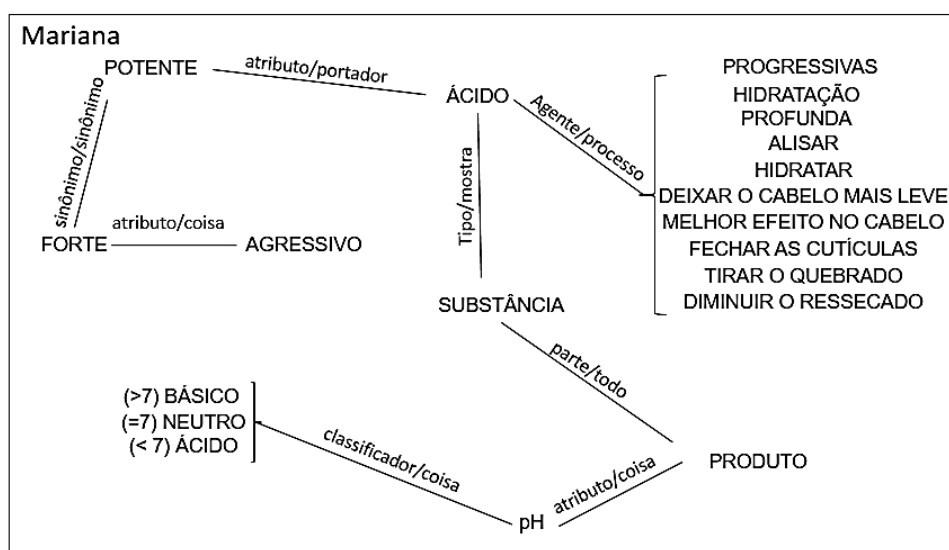 Mariana
POTENTE
atributo/portador
ÁCIDO
Agente/processo
PROGRESSIVAS
HIDRATAÇÃO
PROFUNDA
ALISAR
HIDRATAR
DEIXAR O CABELO MAIS LEVE
MELHOR EFEITO NO CABELO
FECHAR AS CUTÍCULAS
TIRAR O QUEBRADO
DIMINUIR O RESSECADO
sinônimo/sinônimo
FORTE
atributo/coisa
AGRESSIVO
Tipo/mostra
SUBSTÂNCIA
parte/todo
(>7) BÁSICO
(=7) NEUTRO
(< 7) ÁCIDO
classificador/coisa
pH
atributo/coisa
PRODUTO